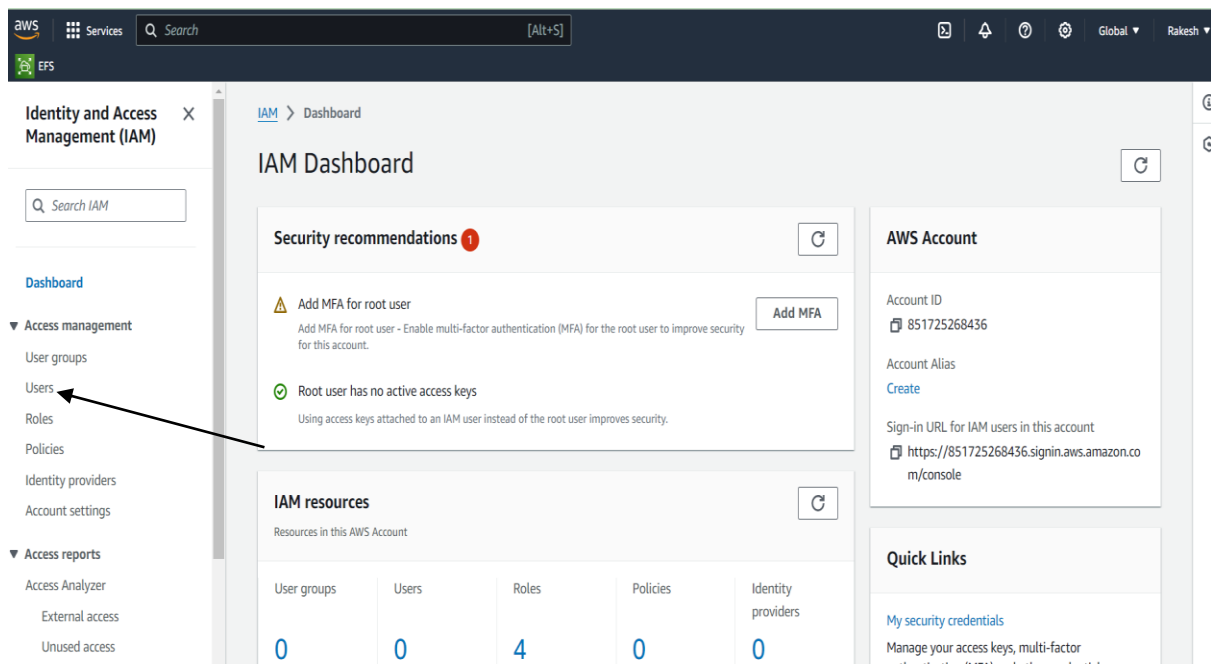 aws
Services
Search
[Alt+S]
Global
Rakesh
EFS
Identity and Access
Management (IAM)
Search IAM
Dashboard
Access management
User groups
Users
Roles
Policies
Identity providers
Account settings
Access reports
Access Analyzer
External access
Unused access
IAM
Dashboard
IAM Dashboard
Security recommendations 1
Add MFA for root user
Add MFA for root user - Enable multi-factor authentication (MFA) for the root user to improve security
for this account.
Add MFA
Root user has no active access keys
Using access keys attached to an IAM user instead of the root user improves security.
IAM resources
Resources in this AWS Account
User groups
Users
Roles
Policies
Identity
providers
0
0
4
0
0
AWS Account
Account ID
851725268436
Account Alias
Create
Sign-in URL for IAM users in this account
https://851725268436.signin.aws.amazon.co
m/console
Quick Links
My security credentials
Manage your access keys, multi-factor